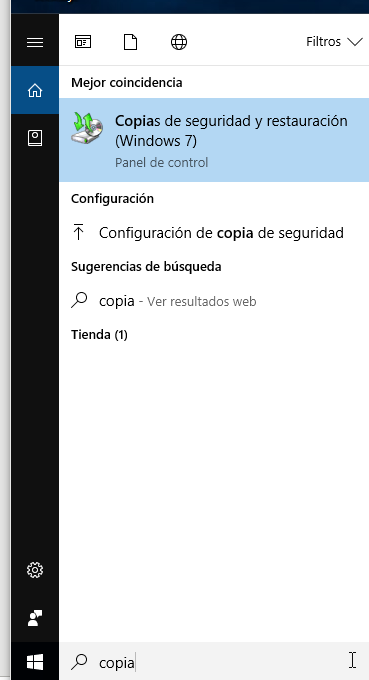 Filtros
Mejor coincidencia
Copias de seguridad y restauración
(Windows 7)
Panel de control
Configuración
Configuración de copia de seguridad
Sugerencias de búsqueda
copia - Ver resultados web
Tienda (1)
copia